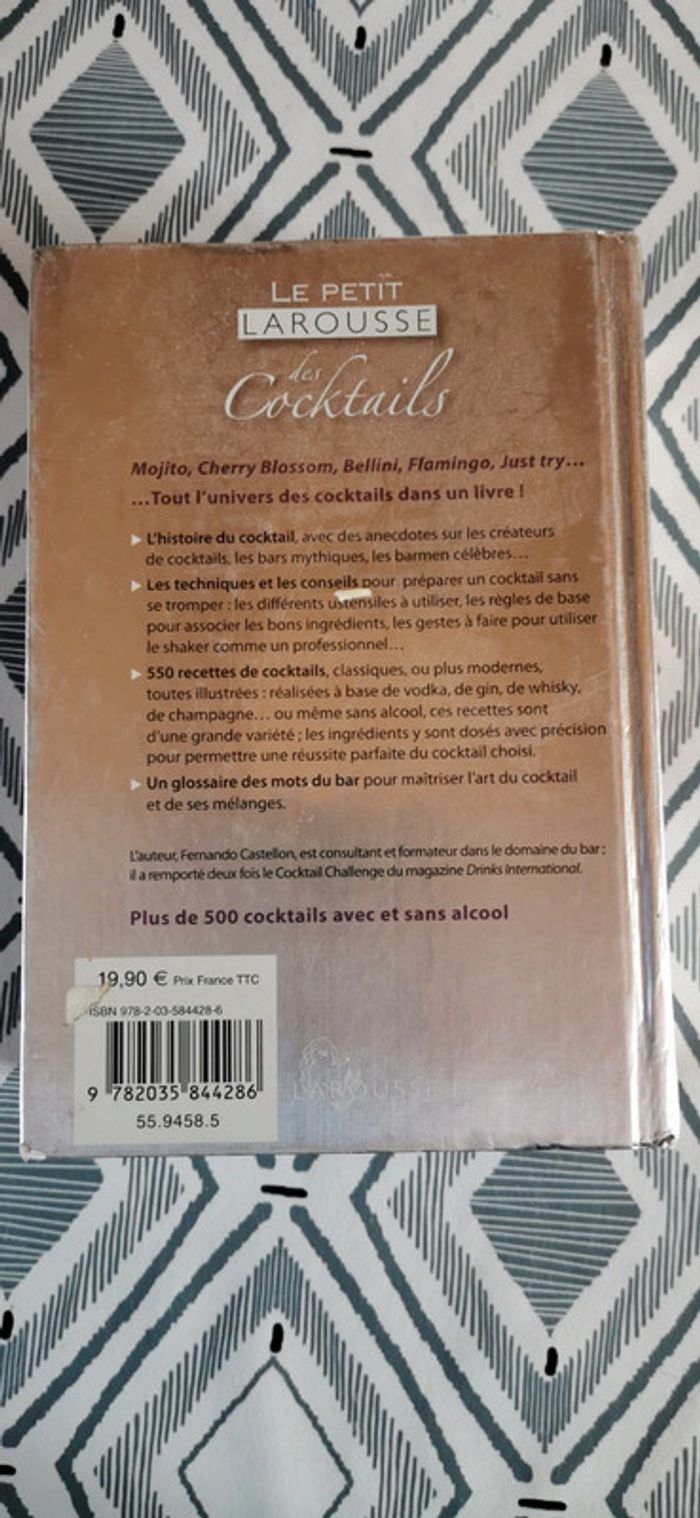 LE PETIT
LAROUSSE
des
Cocktails
Mojito, Cherry Blossom, Bellini, Flamingo, Just try...
...Tout l'univers des cocktails dans un livre !
L'histoire du cocktail, avec des anecdotes sur les créateurs
de cocktails, les bars mythiques, les barmen célèbres...
Les techniques et les conseils pour préparer un cocktail sans
se tromper : les différents ustensiles à utiliser, les règles de base
pour associer les bons ingrédients, les gestes à faire pour utiliser
le shaker comme un professionnel...
550 recettes de cocktails, classiques, ou plus modernes,
toutes illustrées : réalisées à base de vodka, de gin, de whisky,
de champagne... ou même sans alcool, ces recettes sont
d'une grande variété ; les ingrédients y sont dosés avec précision
pour permettre une réussite parfaite du cocktail choisi.
Un glossaire des mots du bar pour maîtriser l'art du cocktail
et de ses mélanges.
L'auteur, Fernando Castellon, est consultant et formateur dans le domaine du bar ;
il a remporté deux fois le Cocktail Challenge du magazine Drinks International.
Plus de 500 cocktails avec et sans alcool
19,90 € Prix France TTC
ISBN 978-2-03-584428-6
9 782035 844286
55.9458.5
LAROUSSE